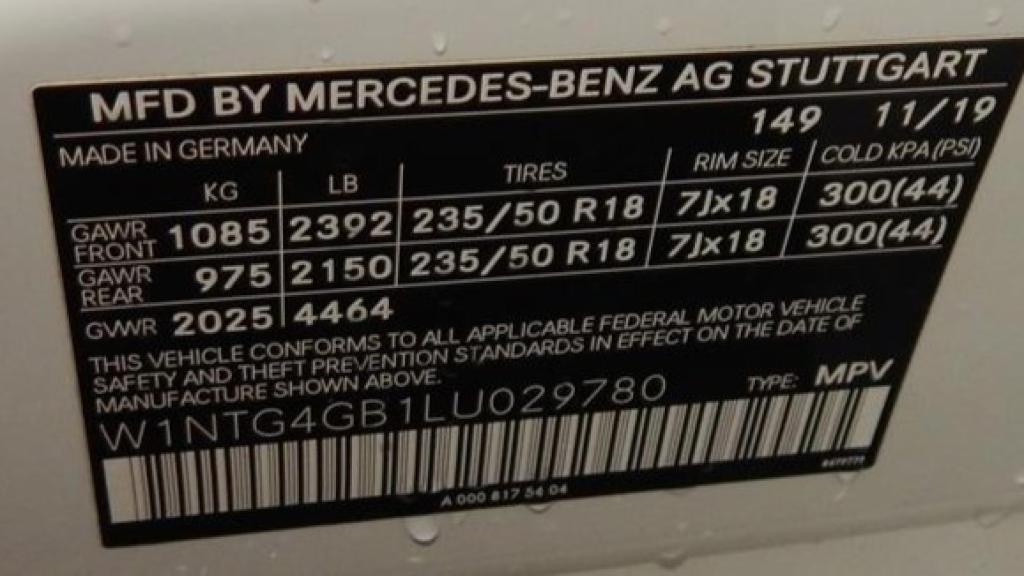 MFD BY MERCEDES-BENZ AG STUTTGART
149 11/19
MADE IN GERMANY
KG LB TIRES RIM SIZE COLD KPA (PSI)
GAWR FRONT 1085 2392 235/50 R18 7Jx18 300(44)
GAWR REAR 975 2150 235/50 R18 7Jx18 300(44)
GVWR 2025 4464
THIS VEHICLE CONFORMS TO ALL APPLICABLE FEDERAL MOTOR VEHICLE
SAFETY AND THEFT PREVENTION STANDARDS IN EFFECT ON THE DATE OF
MANUFACTURE SHOWN ABOVE.
W1NTG4GB1LU029780 TYPE: MPV
A 000 817 54 04